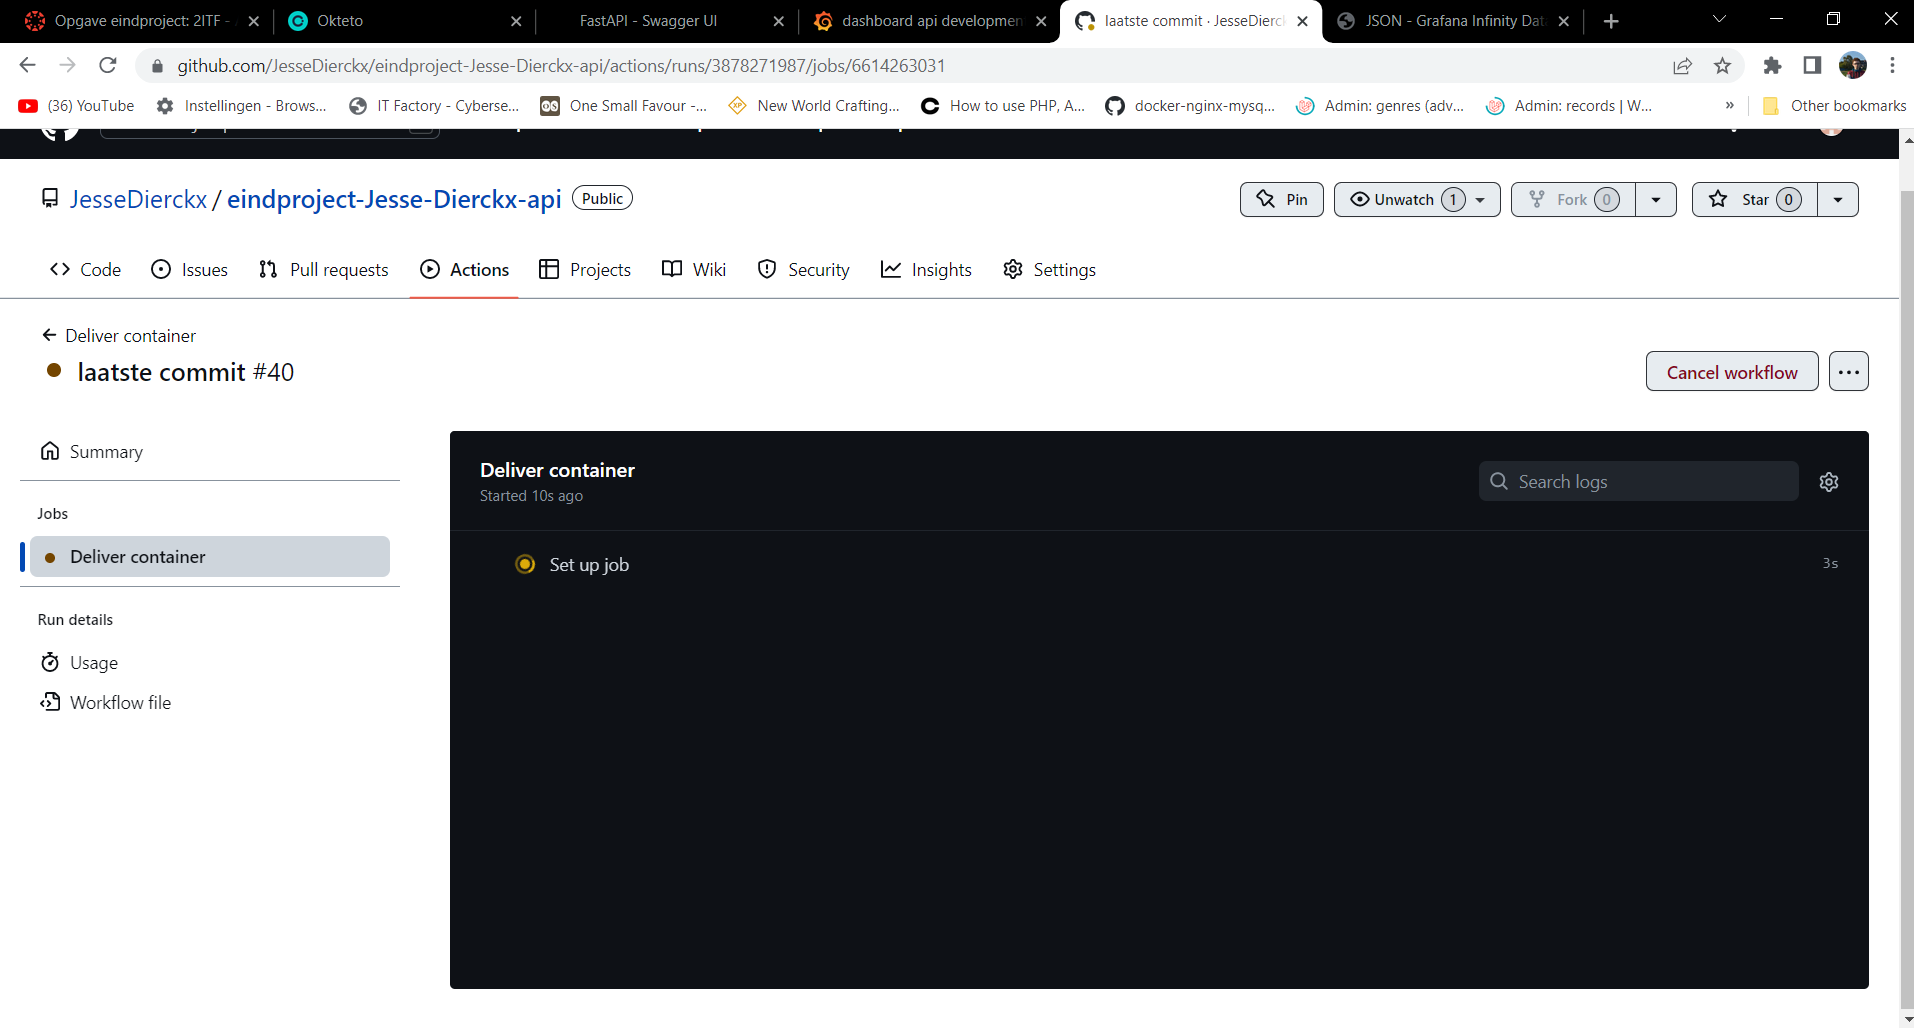 Opgave eindproject: 2ITF -
Okteto
FastAPI - Swagger UI
dashboard api developmen
laatste commit · JesseDierck
JSON - Grafana Infinity Dat
github.com/JesseDierckx/eindproject-Jesse-Dierckx-api/actions/runs/3878271987/jobs/6614263031
(36) YouTube
Instellingen - Brows...
IT Factory - Cyberse...
One Small Favour -...
New World Crafting...
How to use PHP, A...
docker-nginx-mysq...
Admin: genres (adv...
Admin: records | W...
»
Other bookmarks
JesseDierckx / eindproject-Jesse-Dierckx-api Public
Pin
Unwatch 1
Fork 0
Star 0
Code
Issues
Pull requests
Actions
Projects
Wiki
Security
Insights
Settings
Deliver container
laatste commit #40
Cancel workflow
Summary
Jobs
Deliver container
Run details
Usage
Workflow file
Deliver container
Started 10s ago
Search logs
Set up job
3s